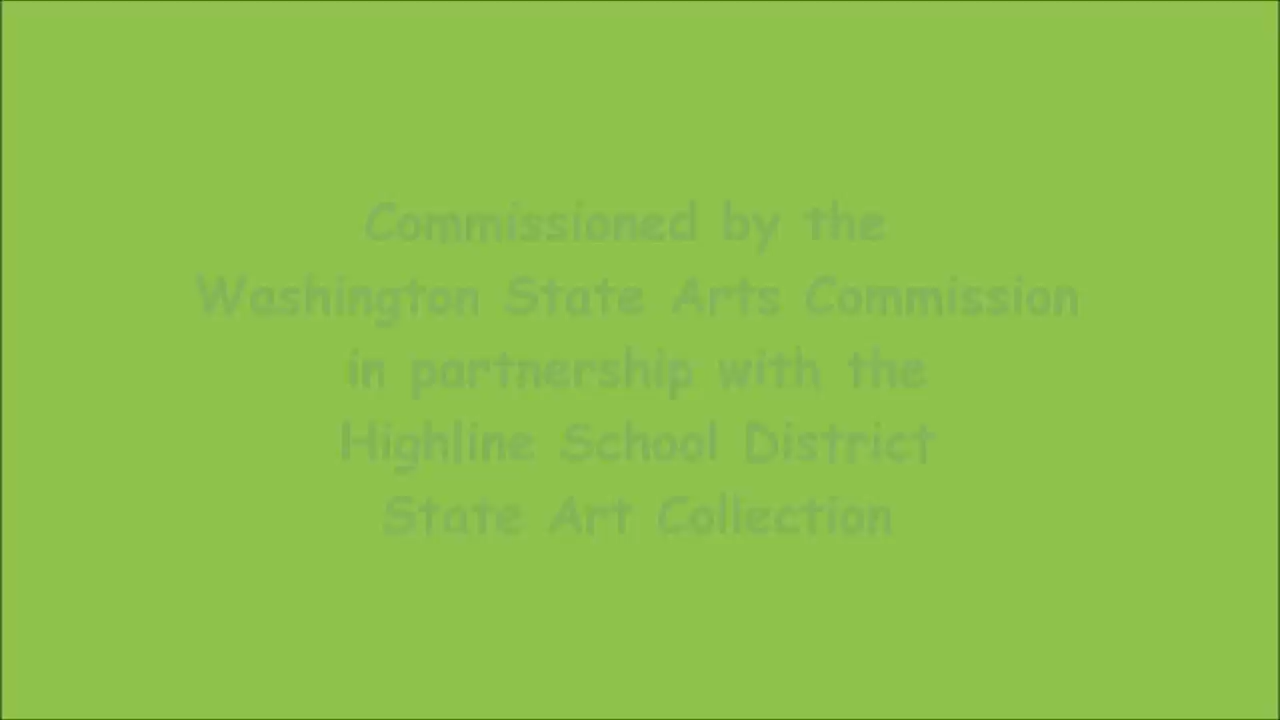 Commissioned by the
Washington State Arts Commission
in partnership with the
Highline School District
State Art Collection